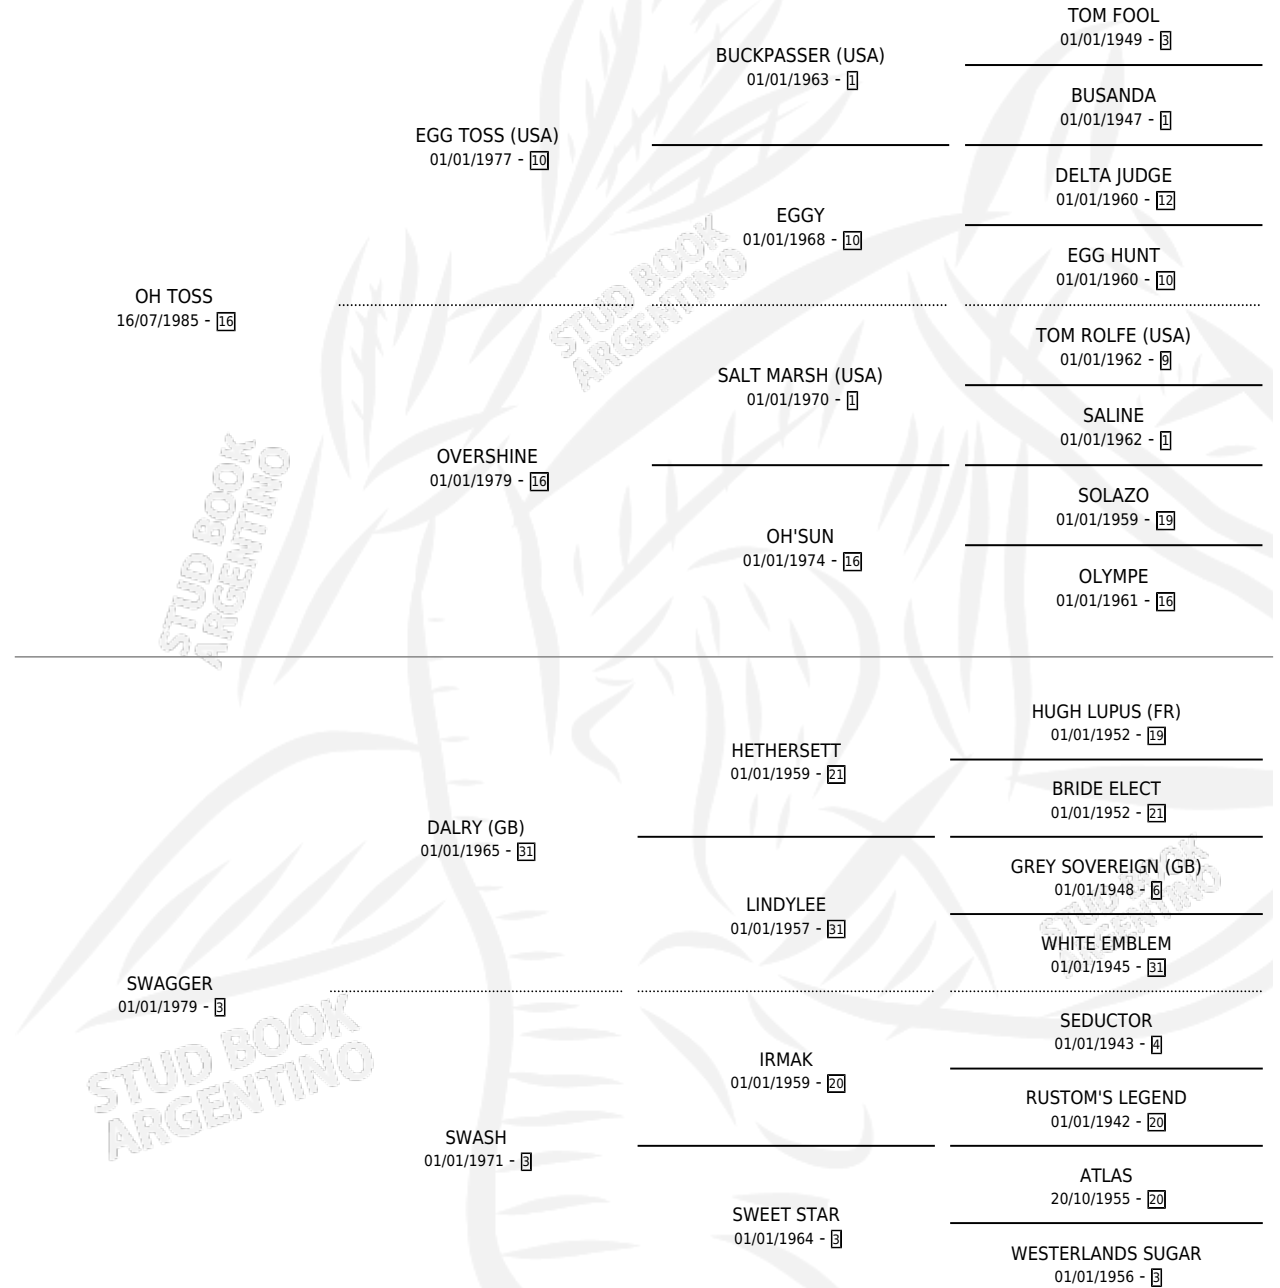 TOM FOOL
01/01/1949 - 3
BUCKPASSER (USA)
01/01/1963 - 1
BUSANDA
01/01/1947 - 1
EGG TOSS (USA)
01/01/1977 - 10
DELTA JUDGE
01/01/1960 - 12
EGGY
01/01/1968 - 10
EGG HUNT
01/01/1960 - 10
OH TOSS
16/07/1985 - 16
STUD BOOK
ARGENTINO
TOM ROLFE (USA)
01/01/1962 - 9
SALT MARSH (USA)
01/01/1970 - 1
SALINE
01/01/1962 - 1
OVERSHINE
01/01/1979 - 16
SOLAZO
01/01/1959 - 19
OH'SUN
01/01/1974 - 16
OLYMPE
01/01/1961 - 16
STUD BOOK
ARGENTINO
HUGH LUPUS (FR)
01/01/1952 - 19
HETHERSETT
01/01/1959 - 21
BRIDE ELECT
01/01/1952 - 21
DALRY (GB)
01/01/1965 - 31
GREY SOVEREIGN (GB)
01/01/1948 - 6
LINDYLEE
01/01/1957 - 31
WHITE EMBLEM
01/01/1945 - 31
STUD BOOK
ARGENTINO
SWAGGER
01/01/1979 - 3
SEDUCTOR
01/01/1943 - 4
IRMAK
01/01/1959 - 20
RUSTOM'S LEGEND
01/01/1942 - 20
STUD BOOK
ARGENTINO
SWASH
01/01/1971 - 3
ATLAS
20/10/1955 - 20
SWEET STAR
01/01/1964 - 3
WESTERLANDS SUGAR
01/01/1956 - 3